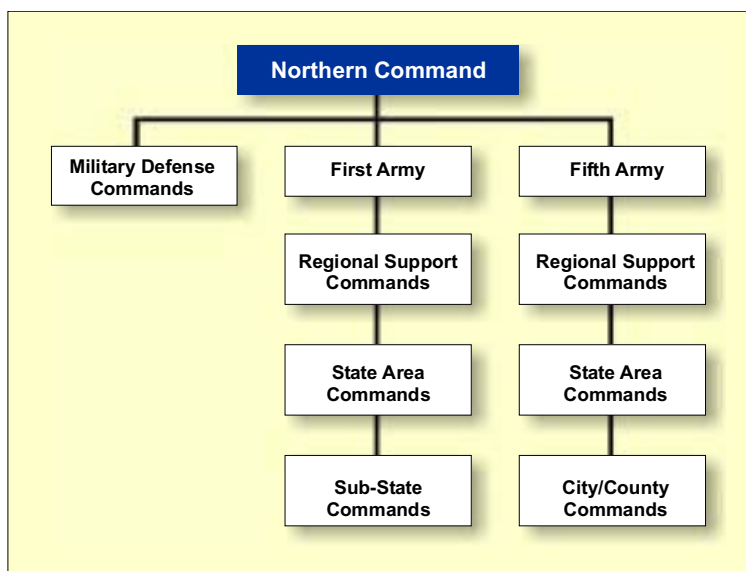 Northern Command
Military Defense
Commands
First Army
Fifth Army
Regional Support
Commands
Regional Support
Commands
State Area
Commands
State Area
Commands
Sub-State
Commands
City/County
Commands